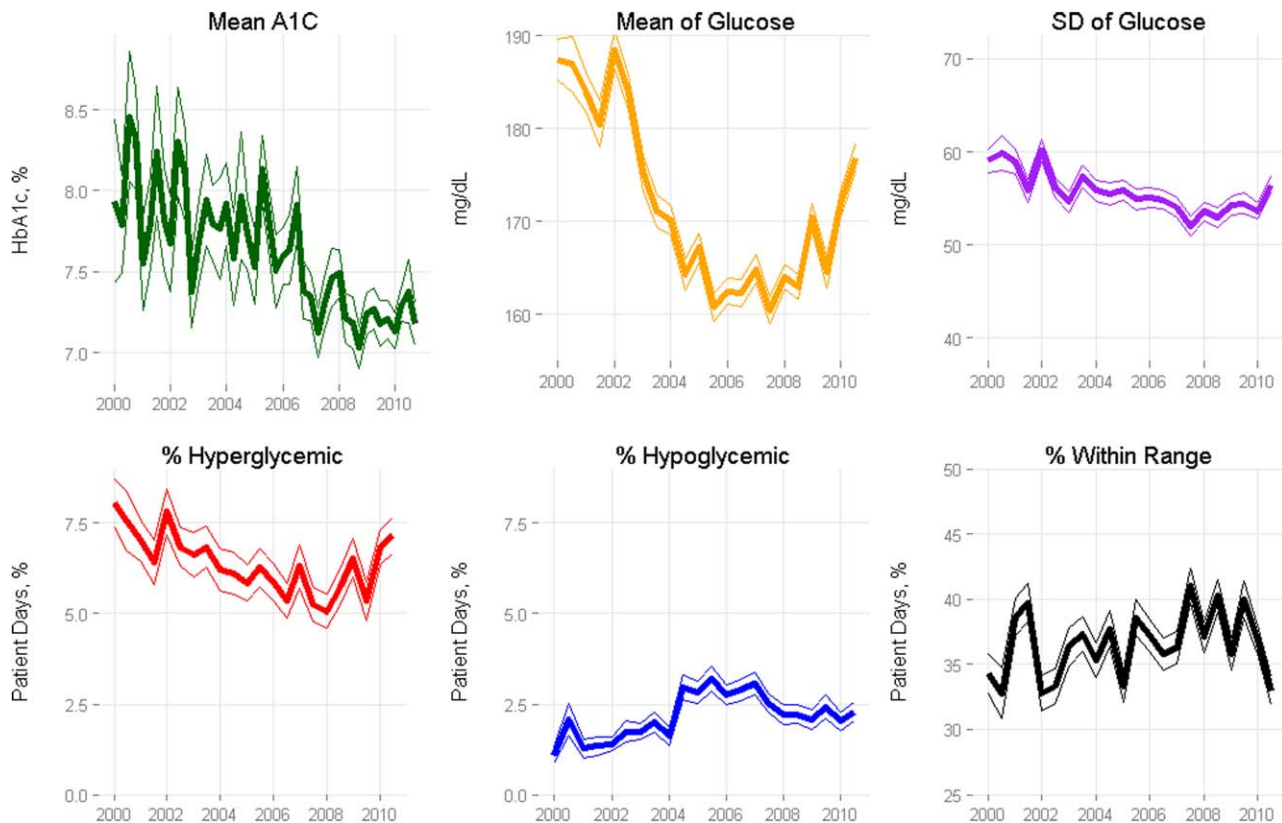 Mean A1C
HbA1c, %
8.5
8.0
7.5
7.0
2000 2002 2004 2006 2008 2010
Mean of Glucose
mg/dL
190
180
170
160
2000 2002 2004 2006 2008 2010
SD of Glucose
mg/dL
70
60
50
40
2000 2002 2004 2006 2008 2010
% Hyperglycemic
Patient Days, %
7.5
5.0
2.5
0.0
2000 2002 2004 2006 2008 2010
% Hypoglycemic
Patient Days, %
7.5
5.0
2.5
0.0
2000 2002 2004 2006 2008 2010
% Within Range
Patient Days, %
50
45
40
35
30
25
2000 2002 2004 2006 2008 2010